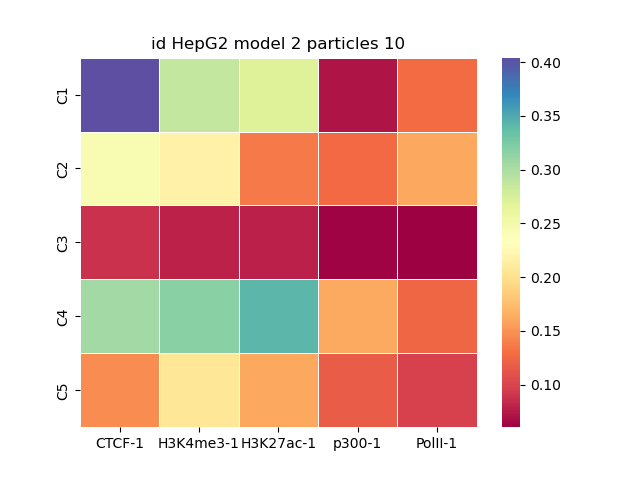 id HepG2 model 2 particles 10
C1
C2
C3
C4
C5
CTCF-1
H3K4me3-1
H3K27ac-1
p300-1
PolII-1
0.40
0.35
0.30
0.25
0.20
0.15
0.10